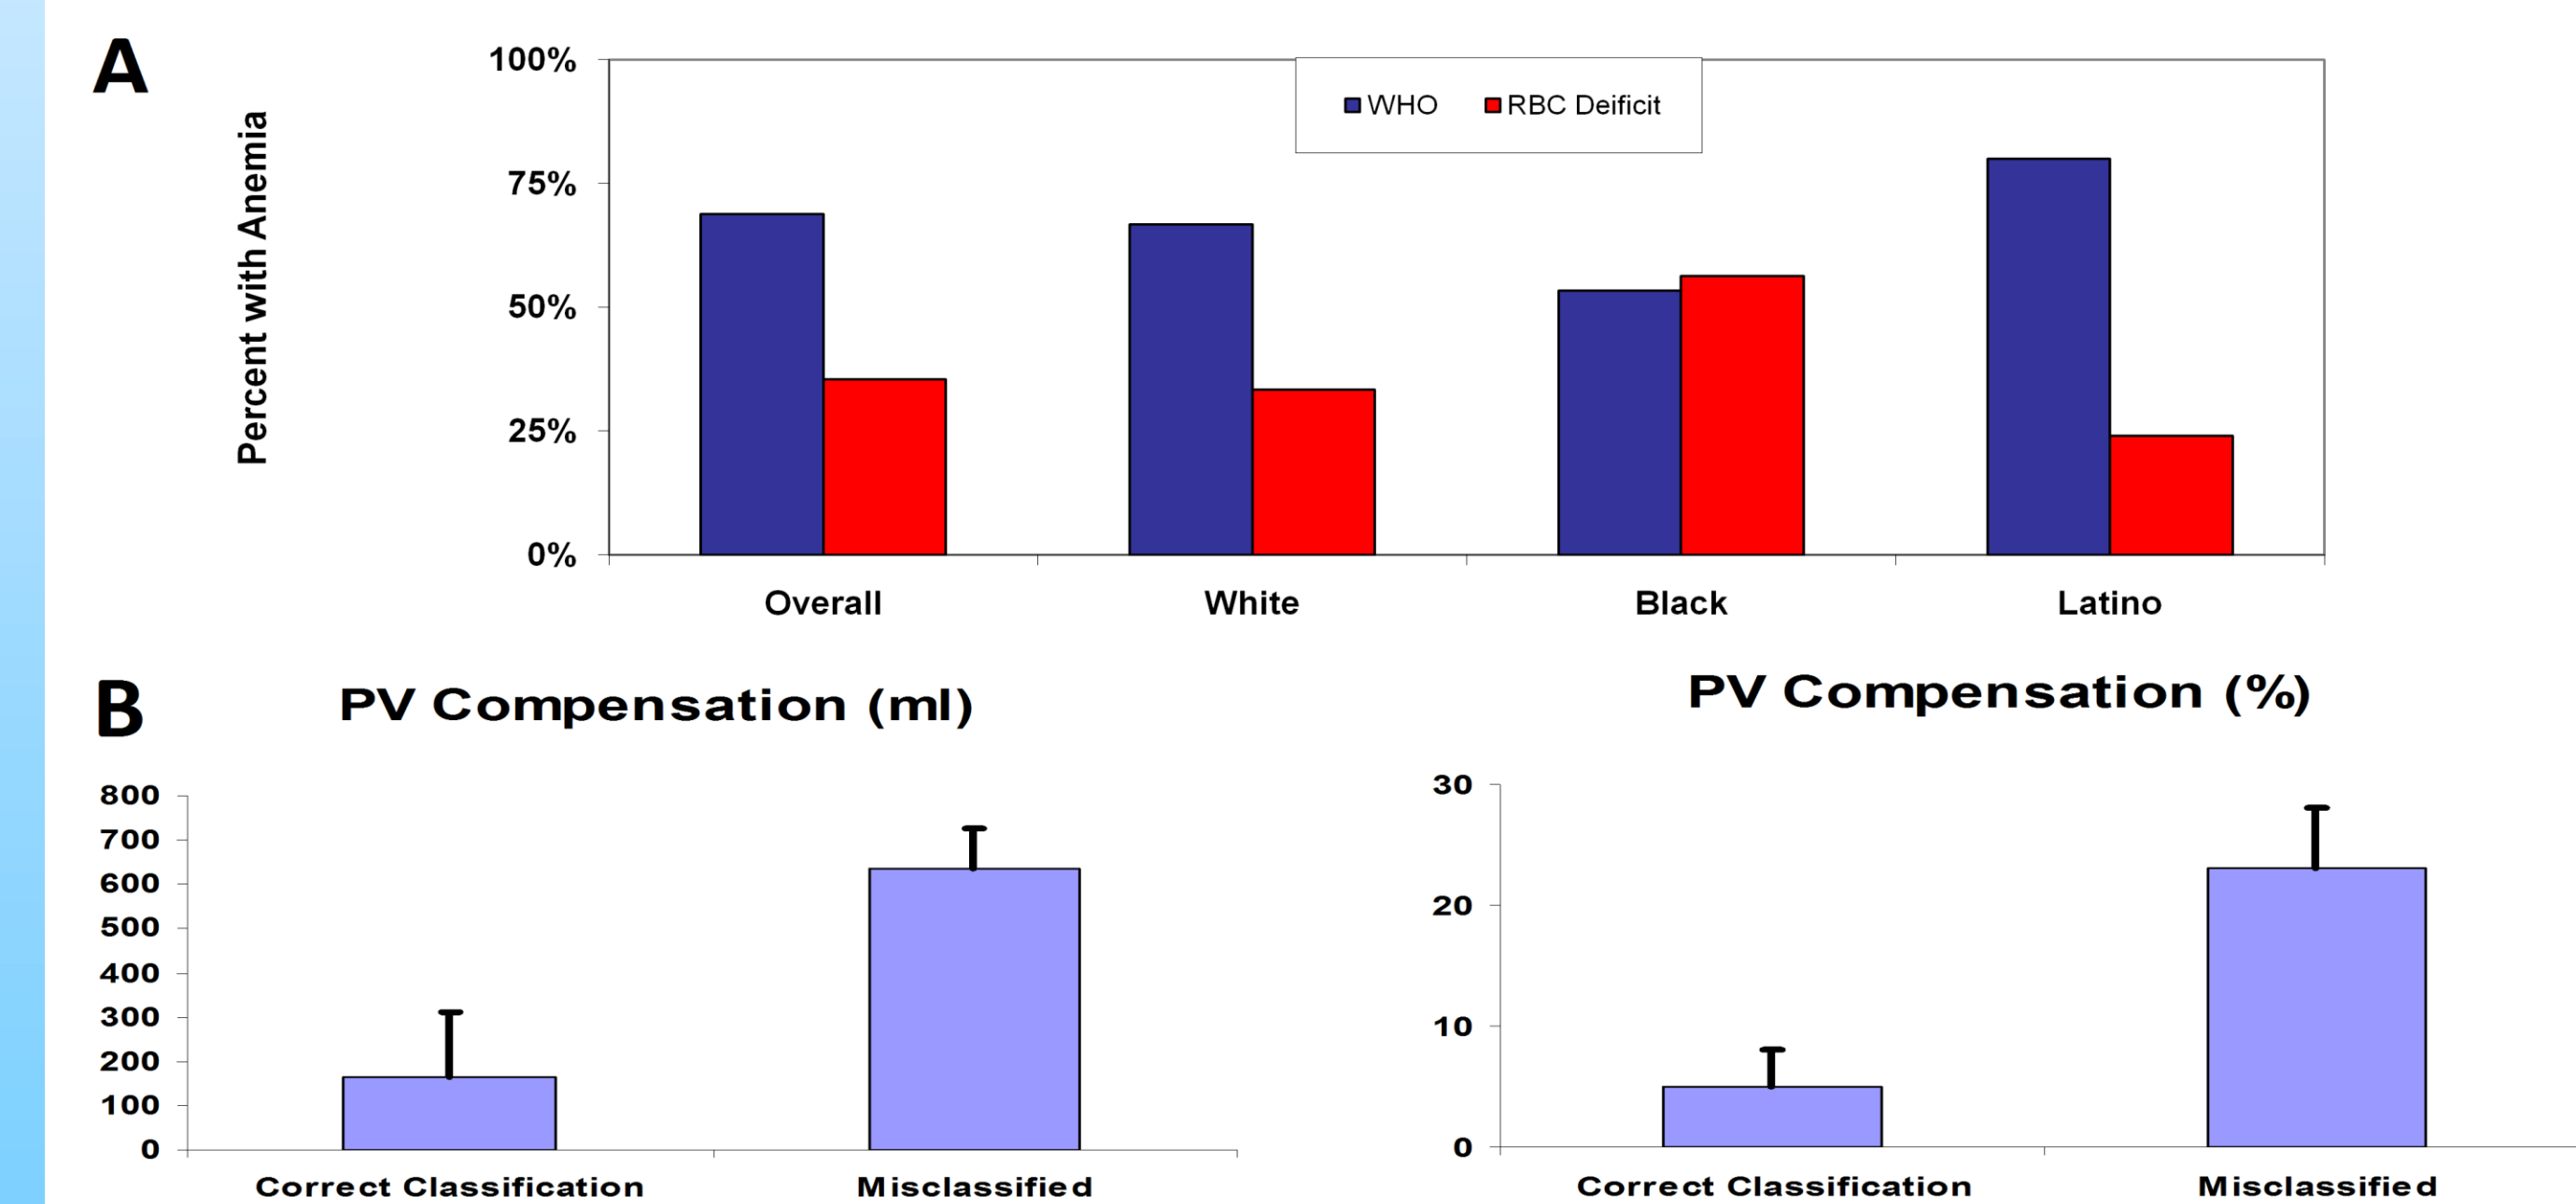 A
100%
WHO RBC Deificit
75%
50%
25%
0%
Percent with Anemia
Overall White Black Latino
B
PV Compensation (ml)
800
700
600
500
400
300
200
100
0
Correct Classification Misclassified
PV Compensation (%)
30
20
10
0
Correct Classification Misclassified